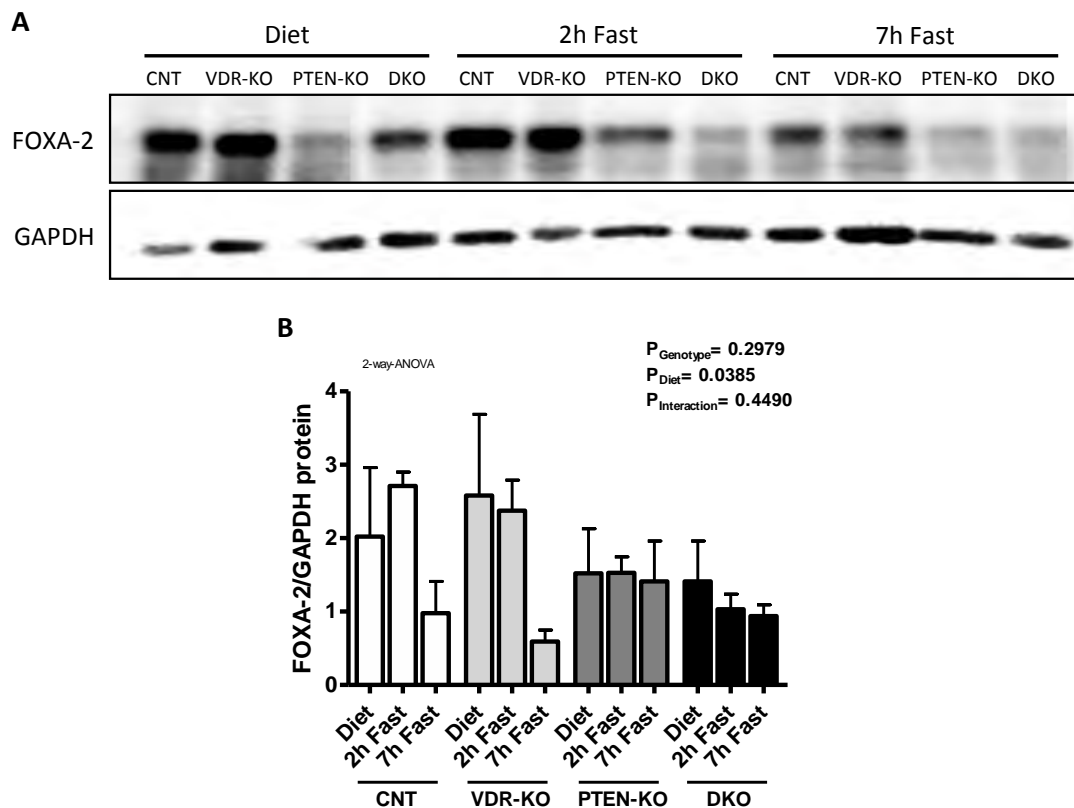 A
Diet 2h Fast 7h Fast
CNT VDR-KO PTEN-KO DKO CNT VDR-KO PTEN-KO DKO CNT VDR-KO PTEN-KO DKO
FOXA-2
GAPDH
B
2-way-ANOVA
P_Genotype= 0.2979
P_Diet= 0.0385
P_Interaction= 0.4490
FOXA-2/GAPDH protein
4
3
2
1
0
Diet 2h Fast 7h Fast Diet 2h Fast 7h Fast Diet 2h Fast 7h Fast Diet 2h Fast 7h Fast
CNT VDR-KO PTEN-KO DKO